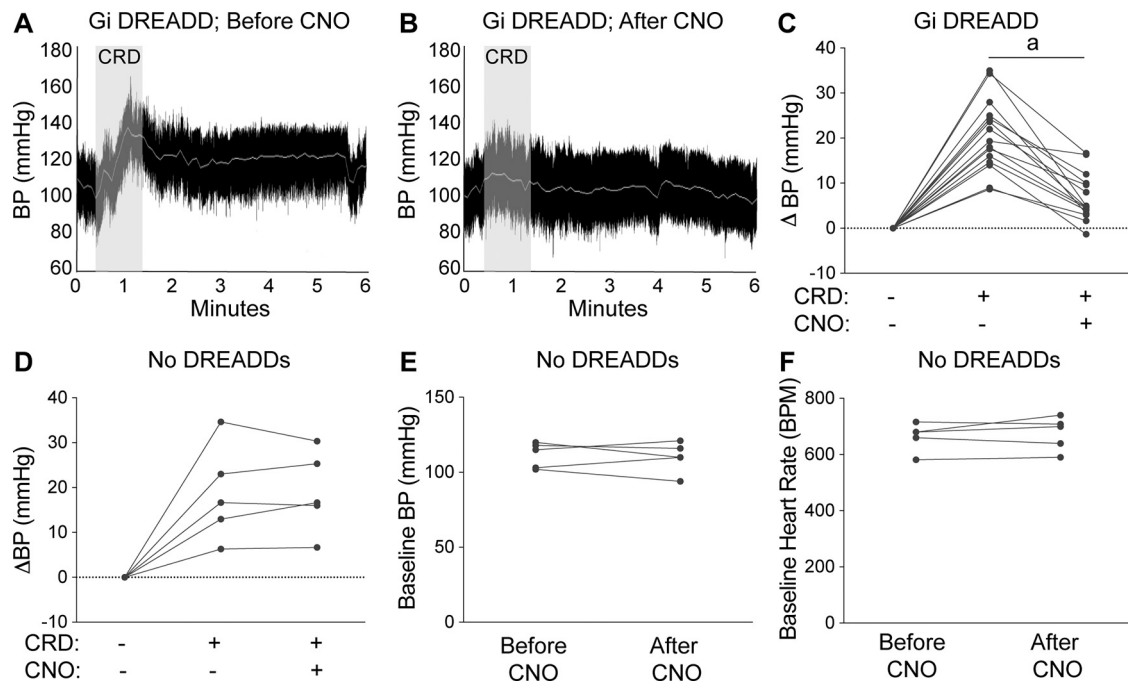 A
Gi DREADD; Before CNO
CRD
BP (mmHg)
180
160
140
120
100
80
60
0 1 2 3 4 5 6
Minutes
B
Gi DREADD; After CNO
CRD
BP (mmHg)
180
160
140
120
100
80
60
0 1 2 3 4 5 6
Minutes
C
Gi DREADD
a
Δ BP (mmHg)
40
30
20
10
0
-10
CRD: - + +
CNO: - - +
D
No DREADDs
ΔBP (mmHg)
40
30
20
10
0
-10
CRD: - + +
CNO: - - +
E
No DREADDs
Baseline BP (mmHg)
150
100
50
0
Before After
CNO CNO
F
No DREADDs
Baseline Heart Rate (BPM)
800
600
400
200
0
Before After
CNO CNO